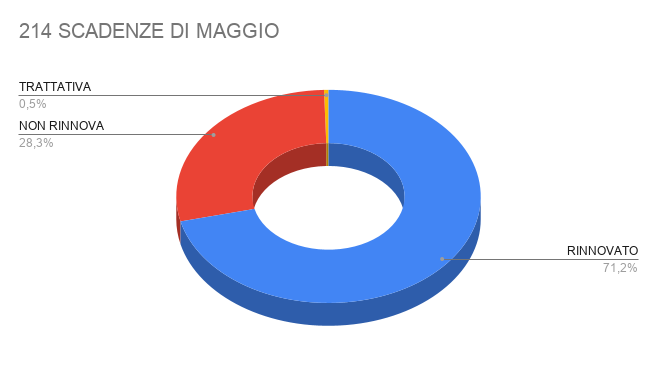 214 SCADENZE DI MAGGIO
TRATTATIVA
0,5%
NON RINNOVA
28,3%
RINNOVATO
71,2%